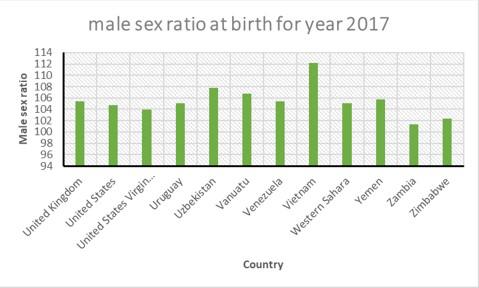 male sex ratio at birth for year 2017
Male sex ratio
114
112
110
108
106
104
102
100
98
96
94
United Kingdom
United States
United States Virgin...
Uruguay
Uzbekistan
Vanuatu
Venezuela
Vietnam
Western Sahara
Yemen
Zambia
Zimbabwe
Country